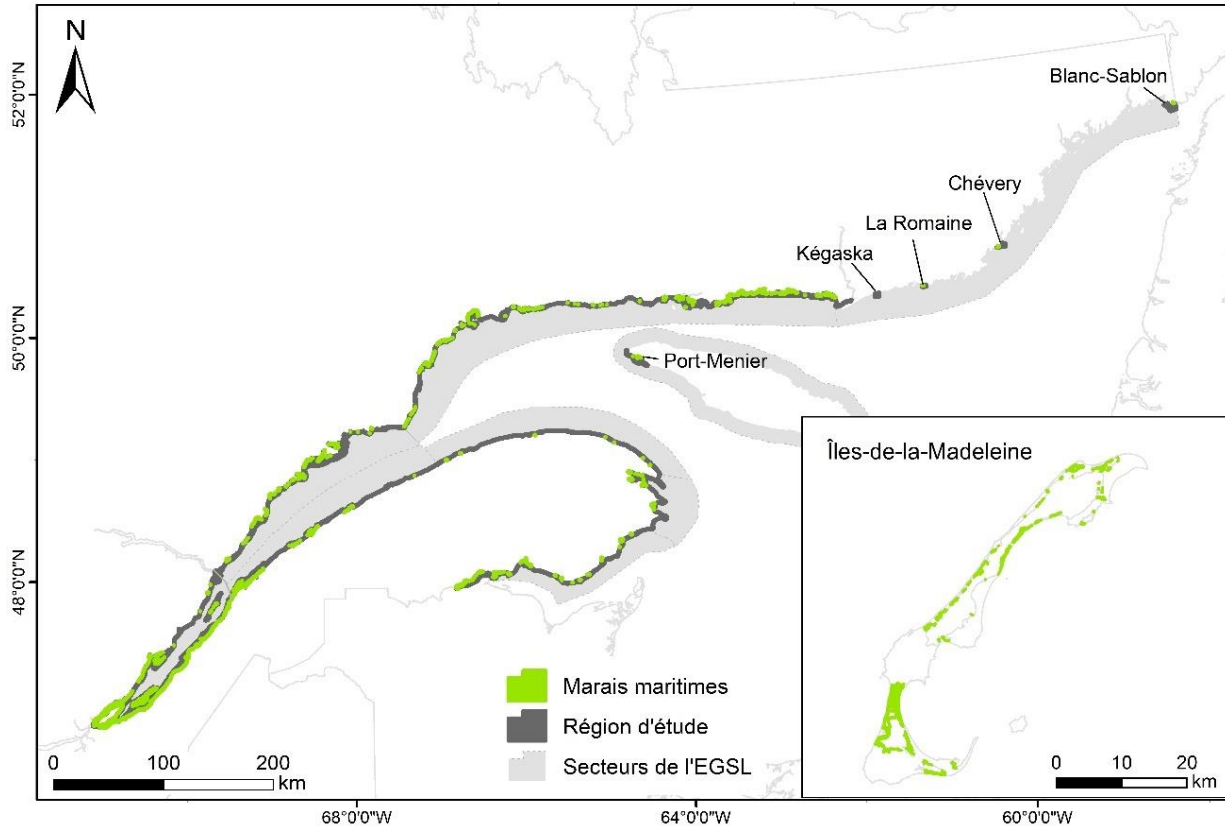 N
52°0'0"N
50°0'0"N
48°0'0"N
Blanc-Sablon
Chévery
La Romaine
Kégaska
Port-Menier
Îles-de-la-Madeleine
Marais maritimes
Région d'étude
Secteurs de l'EGSL
0 100 200
km
0 10 20
km
68°0'0"W 64°0'0"W 60°0'0"W